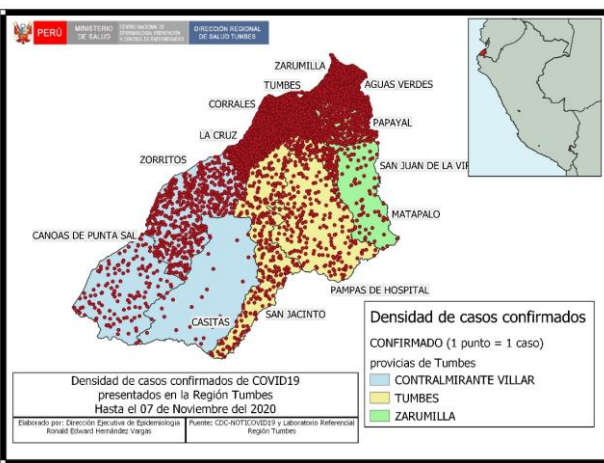 PERÚ
MINISTERIO
DE SALUD
CENTRO NACIONAL DE
EPIDEMIOLOGÍA, PREVENCIÓN
Y CONTROL DE ENFERMEDADES
DIRECCIÓN REGIONAL
DE SALUD TUMBES
ZARUMILLA
TUMBES
AGUAS VERDES
CORRALES
PAPAYAL
LA CRUZ
ZORRITOS
SAN JUAN DE LA VIR
MATAPALO
CANOAS DE PUNTA SAL
PAMPAS DE HOSPITAL
SAN JACINTO
CASITAS
Densidad de casos confirmados
CONFIRMADO (1 punto = 1 caso)
provicias de Tumbes
CONTRALMIRANTE VILLAR
TUMBES
ZARUMILLA
Densidad de casos confirmados de COVID19
presentados en la Región Tumbes
Hasta el 07 de Noviembre del 2020
Elaborado por: Dirección Ejecutiva de Epidemiologia
Ronald Edward Hernández Vargas
Fuente: CDC-NOTICOVID19 y Laboratorio Referencial
Región Tumbes